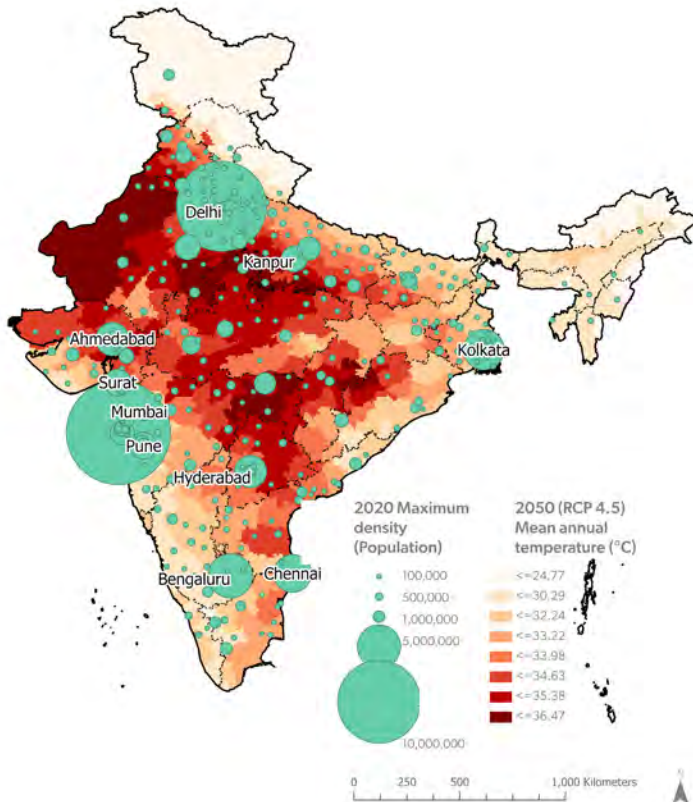 Delhi
Kanpur
Ahmedabad
Kolkata
Surat
Mumbai
Pune
Hyderabad
Bengaluru
Chennai
2020 Maximum
density
(Population)
100,000
500,000
1,000,000
5,000,000
10,000,000
2050 (RCP 4.5)
Mean annual
temperature (°C)
<=24.77
<=30.29
<=32.24
<=33.22
<=33.98
<=34.63
<=35.38
<=36.47
0 250 500 1,000 Kilometers
N